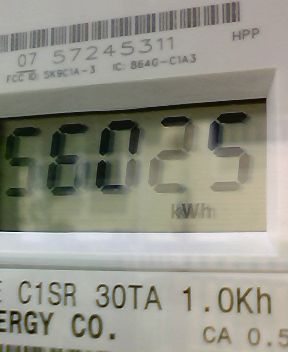 07 57245311
HPP
FCC ID: SK9C1A-3 IC: 864G-C1A3
56025
kWh
E C1SR 30TA 1.0Kh
ERGY CO.
CA 0.5